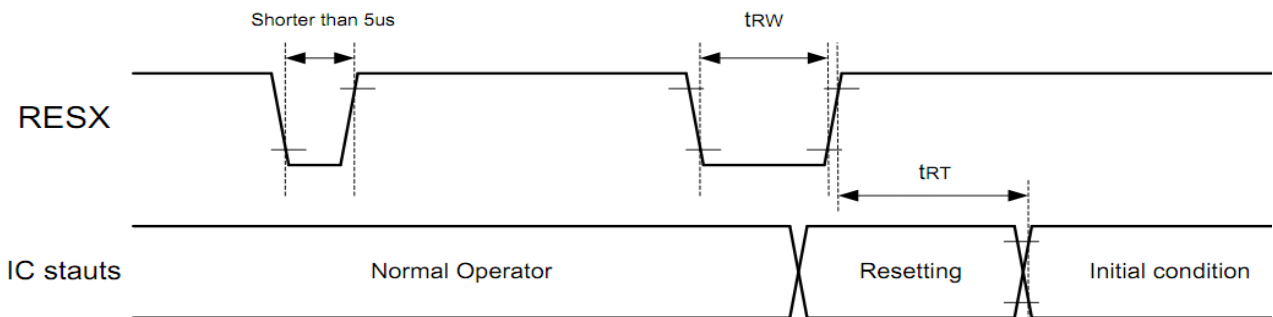 Shorter than 5us
tRW
RESX
tRT
IC stauts
Normal Operator
Resetting
Initial condition